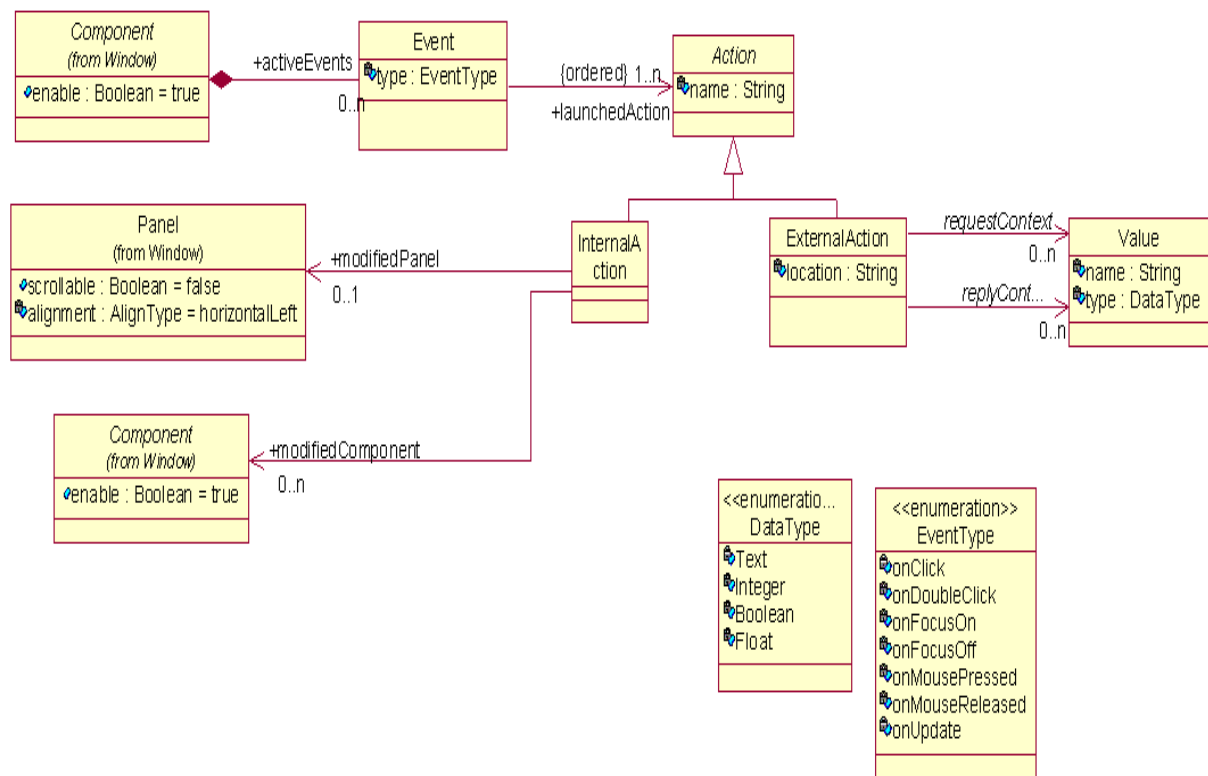 Component
(from Window)
enable : Boolean = true
+activeEvents
0..n
Event
type : EventType
{ordered} 1..n
+launchedAction
Action
name : String
Panel
(from Window)
scrollable : Boolean = false
alignment : AlignType = horizontalLeft
+modifiedPanel
0..1
InternalA
ction
ExternalAction
location : String
requestContext
0..n
replyCont...
0..n
Value
name : String
type : DataType
Component
(from Window)
enable : Boolean = true
+modifiedComponent
0..n
<<enumeratio...
DataType
Text
Integer
Boolean
Float
<<enumeration>>
EventType
onClick
onDoubleClick
onFocusOn
onFocusOff
onMousePressed
onMouseReleased
onUpdate